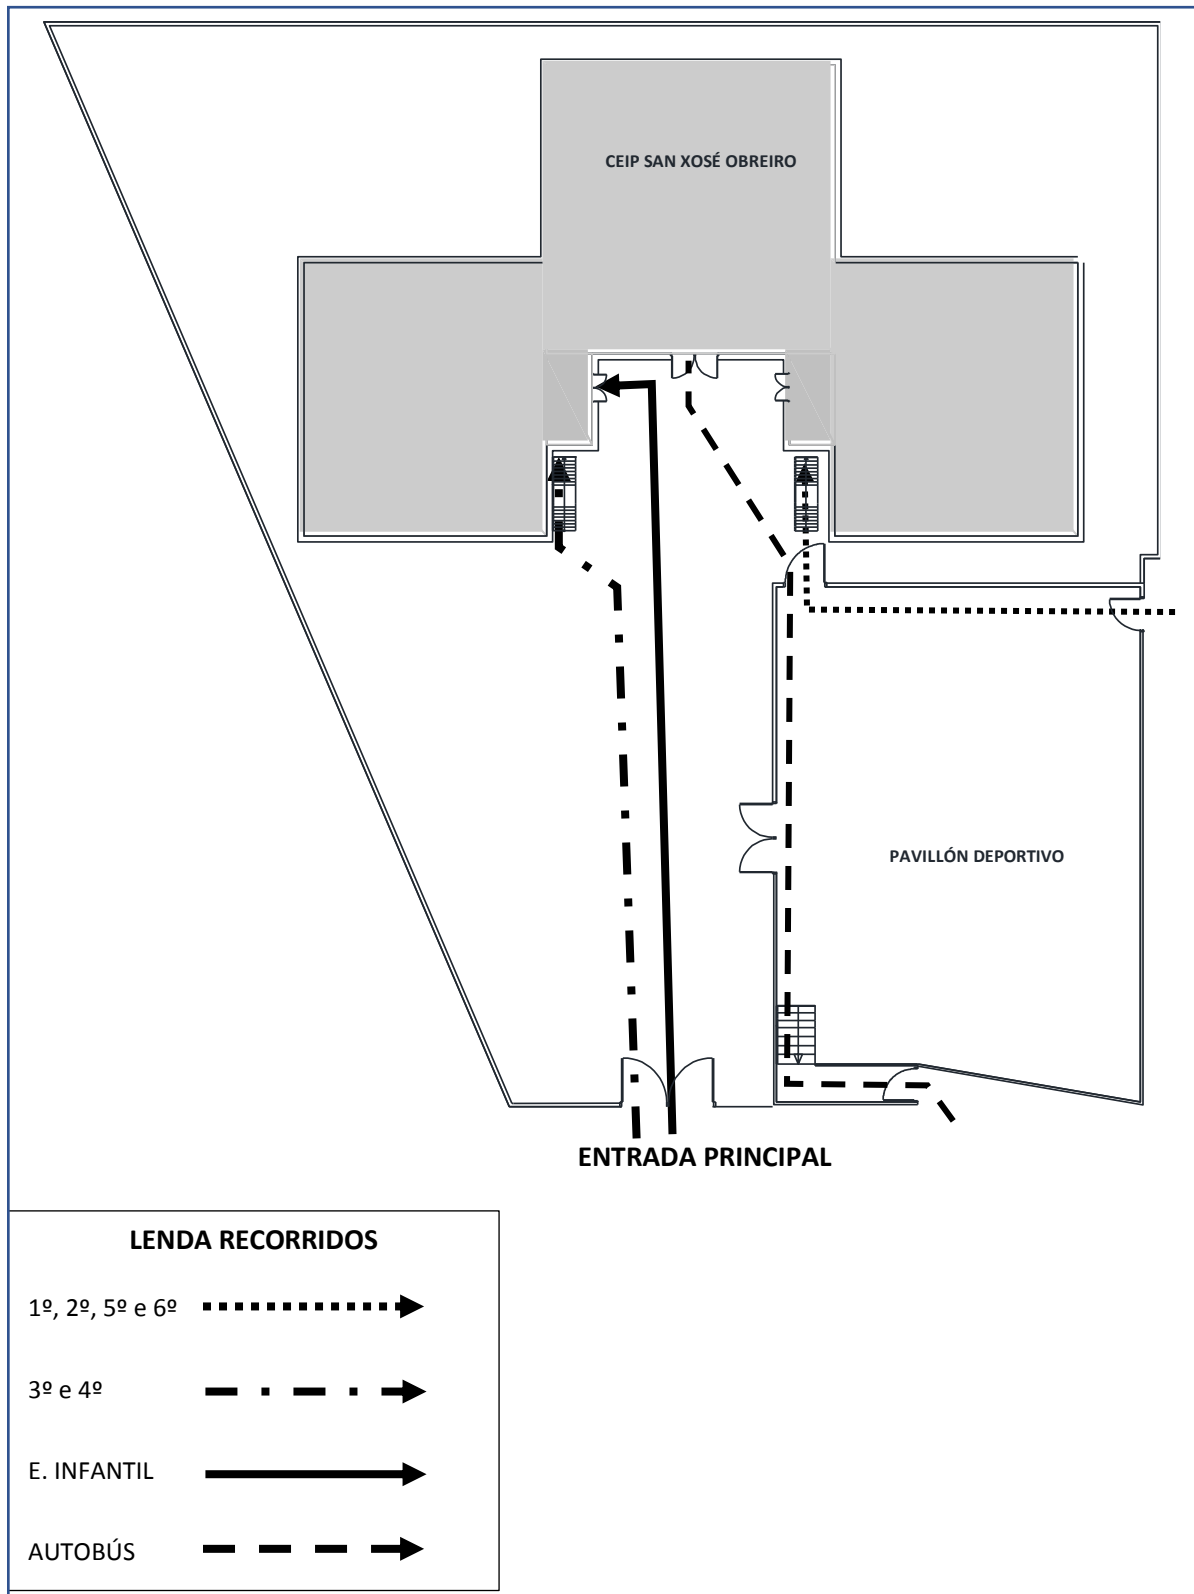 CEIP SAN XOSÉ OBREIRO
PAVILLÓN DEPORTIVO
ENTRADA PRINCIPAL
LENDA RECORRIDOS
1º, 2º, 5º e 6º
3º e 4º
E. INFANTIL
AUTOBÚS